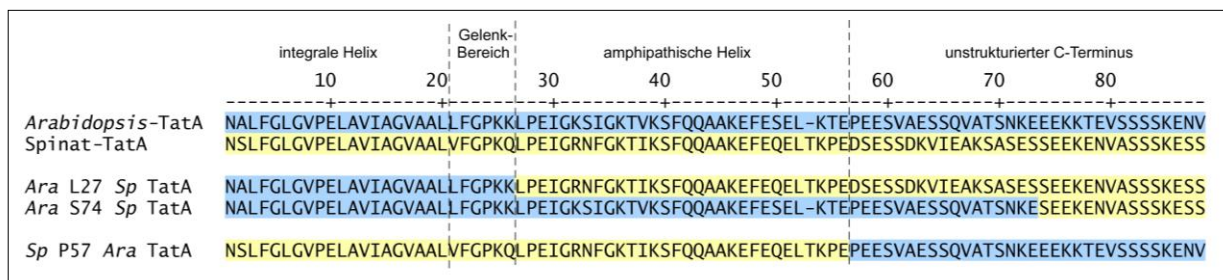 integrale Helix Gelenk-Bereich amphipathische Helix unstrukturierter C-Terminus
10 20 30 40 50 60 70 80
---------+---------+---------+---------+---------+---------+---------+---------+--------
Arabidopsis-TatA NALFGLGVPELAVIAGVAALLFGPKKLPEIGKSIGKTVKSFQQAAKEFESEL-KTEPEESVAESSQVATSNKEEEKKTEVSSSSKENV
Spinat-TatA NSLFGLGVPELAVIAGVAALVFGPKQLPEIGRNFGKTIKSFQQAAKEFEQELTKPEDSESSDKVIEAKSASESSEEKENVASSSKESS
Ara L27 Sp TatA NALFGLGVPELAVIAGVAALLFGPKKLPEIGRNFGKTIKSFQQAAKEFEQELTKPEDSESSDKVIEAKSASESSEEKENVASSSKESS
Ara S74 Sp TatA NALFGLGVPELAVIAGVAALLFGPKKLPEIGKSIGKTVKSFQQAAKEFESEL-KTEPEESVAESSQVATSNKESEEKENVASSSKESS
Sp P57 Ara TatA NSLFGLGVPELAVIAGVAALVFGPKQLPEIGRNFGKTIKSFQQAAKEFEQELTKPEPEESVAESSQVATSNKEEEKKTEVSSSSKENV